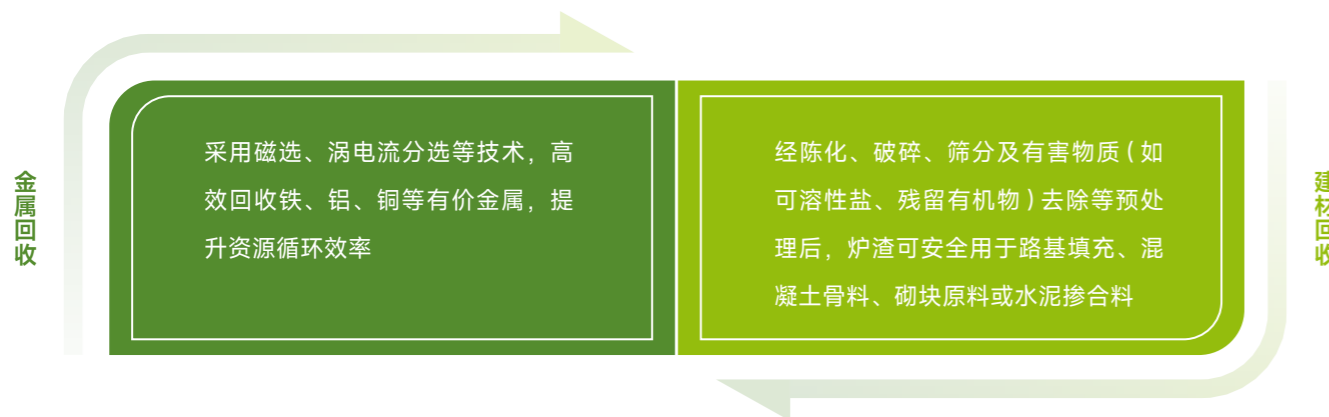 金属回收
采用磁选、涡电流分选等技术，高
效回收铁、铝、铜等有价金属，提
升资源循环效率
经陈化、破碎、筛分及有害物质（如
可溶性盐、残留有机物）去除等预处
理后，炉渣可安全用于路基填充、混
凝土骨料、砌块原料或水泥掺合料
建材回收